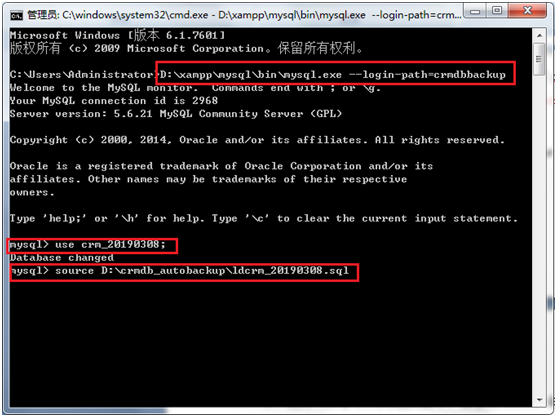 管理员: C:\windows\system32\cmd.exe - D:\xampp\mysql\bin\mysql.exe --login-path=crm...
Microsoft Windows [版本 6.1.7601]
版权所有 (c) 2009 Microsoft Corporation。保留所有权利。
C:\Users\Administrator>D:\xampp\mysql\bin\mysql.exe --login-path=crmdbbackup
Welcome to the MySQL monitor.  Commands end with ; or \g.
Your MySQL connection id is 2968
Server version: 5.6.21 MySQL Community Server (GPL)
Copyright (c) 2000, 2014, Oracle and/or its affiliates. All rights reserved.
Oracle is a registered trademark of Oracle Corporation and/or its
affiliates. Other names may be trademarks of their respective
owners.
Type 'help;' or '\h' for help. Type '\c' to clear the current input statement.
mysql> use crm_20190308;
Database changed
mysql> source D:\crmdb_autobackup\ldcrm_20190308.sql